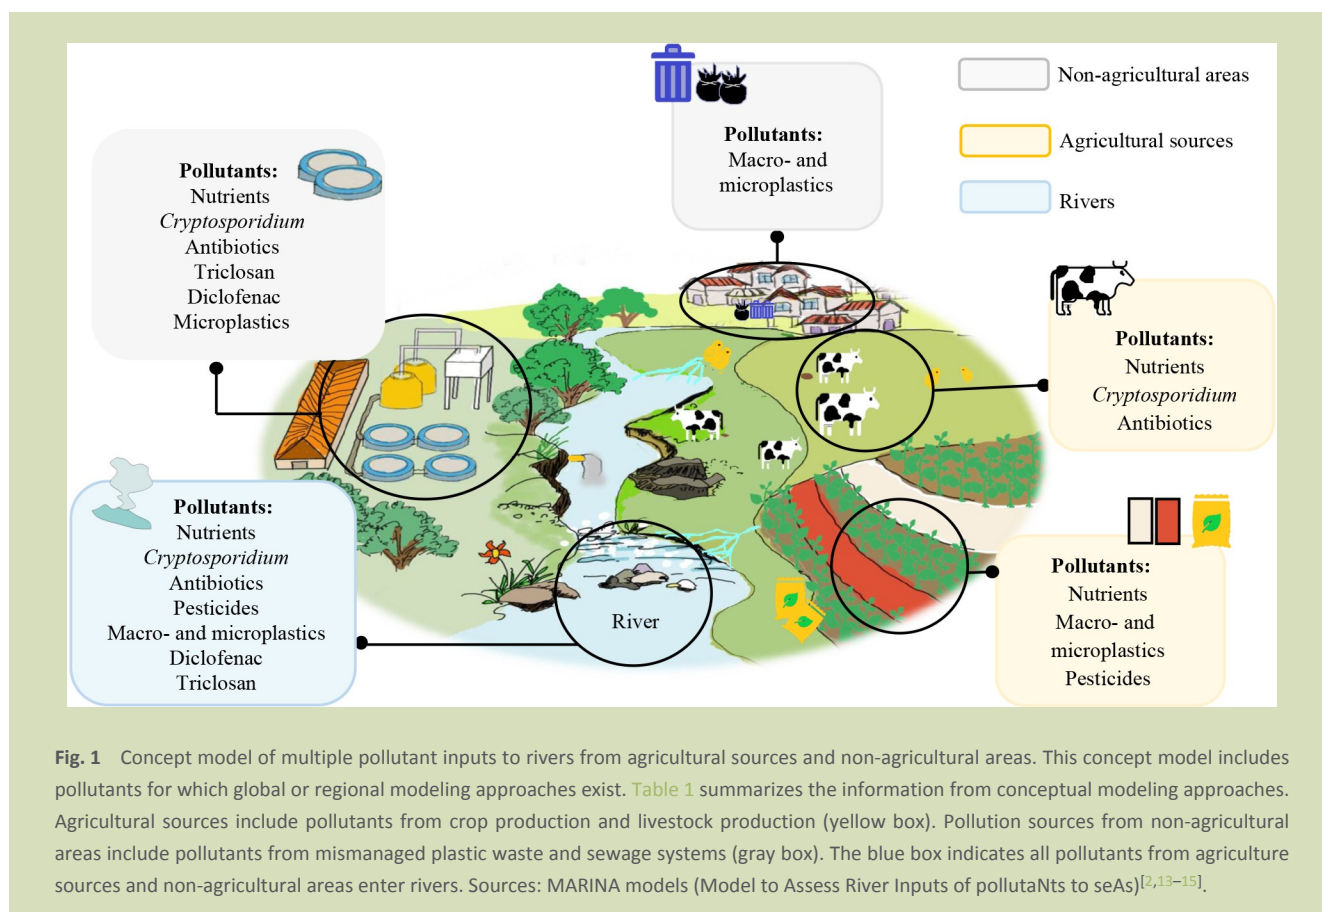 Pollutants:
Macro- and
microplastics
Non-agricultural areas
Agricultural sources
Rivers
Pollutants:
Nutrients
Cryptosporidium
Antibiotics
Triclosan
Diclofenac
Microplastics
Pollutants:
Nutrients
Cryptosporidium
Antibiotics
Pollutants:
Nutrients
Cryptosporidium
Antibiotics
Pesticides
Macro- and microplastics
Diclofenac
Triclosan
River
Pollutants:
Nutrients
Macro- and
microplastics
Pesticides
Fig. 1 Concept model of multiple pollutant inputs to rivers from agricultural sources and non-agricultural areas. This concept model includes
pollutants for which global or regional modeling approaches exist. Table 1 summarizes the information from conceptual modeling approaches.
Agricultural sources include pollutants from crop production and livestock production (yellow box). Pollution sources from non-agricultural
areas include pollutants from mismanaged plastic waste and sewage systems (gray box). The blue box indicates all pollutants from agriculture
sources and non-agricultural areas enter rivers. Sources: MARINA models (Model to Assess River Inputs of pollutaNts to seAs)[2,13–15].